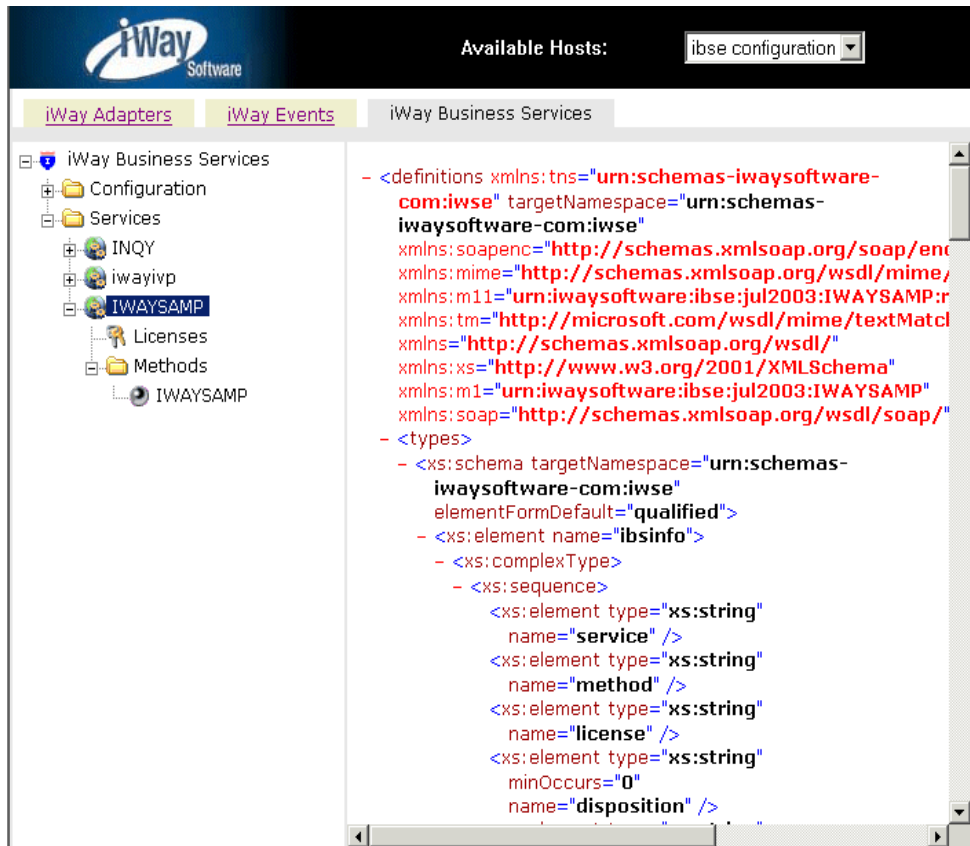 iWay
Software
Available Hosts:
ibse configuration
iWay Adapters
iWay Events
iWay Business Services
iWay Business Services
Configuration
Services
INQY
iwayivp
IWAYSAMP
Licenses
Methods
IWAYSAMP
- <definitions xmlns:tns="urn:schemas-iwaysoftware-
com:iwse" targetNamespace="urn:schemas-
iwaysoftware-com:iwse"
xmlns:soapenc="http://schemas.xmlsoap.org/soap/enc
xmlns:mime="http://schemas.xmlsoap.org/wsdl/mime/
xmlns:m11="urn:iwaysoftware:ibse:jul2003:IWAYSAMP:r
xmlns:tm="http://microsoft.com/wsdl/mime/textMatcl
xmlns="http://schemas.xmlsoap.org/wsdl/"
xmlns:xs="http://www.w3.org/2001/XMLSchema"
xmlns:m1="urn:iwaysoftware:ibse:jul2003:IWAYSAMP"
xmlns:soap="http://schemas.xmlsoap.org/wsdl/soap/"
- <types>
- <xs:schema targetNamespace="urn:schemas-
iwaysoftware-com:iwse"
elementFormDefault="qualified">
- <xs:element name="ibsinfo">
- <xs:complexType>
- <xs:sequence>
<xs:element type="xs:string"
name="service" />
<xs:element type="xs:string"
name="method" />
<xs:element type="xs:string"
name="license" />
<xs:element type="xs:string"
minOccurs="0"
name="disposition" />